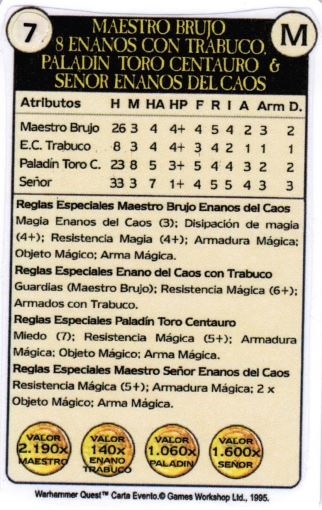 7
MAESTRO BRUJO
8 ENANOS CON TRABUCO,
PALADIN TORO CENTAURO &
SEÑOR ENANOS DEL CAOS
M
Atributos H M HA HP F R I A Arm D.
Maestro Brujo 26 3 4 4+ 4 5 4 2 3 2
E.C. Trabuco 8 3 4 4+ 3 4 2 1 1 1
Paladín Toro C. 23 8 5 3+ 5 4 4 3 2 2
Señor 33 3 7 1+ 4 5 5 4 3 3
Reglas Especiales Maestro Brujo Enanos del Caos
Magia Enanos del Caos (3); Disipación de magia
(4+); Resistencia Magia (4+); Armadura Mágica;
Objeto Mágico; Arma Mágica.
Reglas Especiales Enano del Caos con Trabuco
Guardías (Maestro Brujo); Resistencia Mágica (6+);
Armados con Trabuco.
Reglas Especiales Paladín Toro Centauro
Miedo (7); Resistencia Mágica (5+); Armadura
Mágica; Objeto Mágico; Arma Mágica.
Reglas Especiales Maestro Señor Enanos del Caos
Resistencia Mágica (5+); Armadura Mágica; 2 x
Objeto Mágico; Arma Mágica.
VALOR
2.190x
MAESTRO
VALOR
140x
ENANO
TRABUCO
VALOR
1.060x
PALADIN
VALOR
1.600x
SEÑOR
Warhammer Quest™ Carta Evento.© Games Workshop Ltd., 1995.